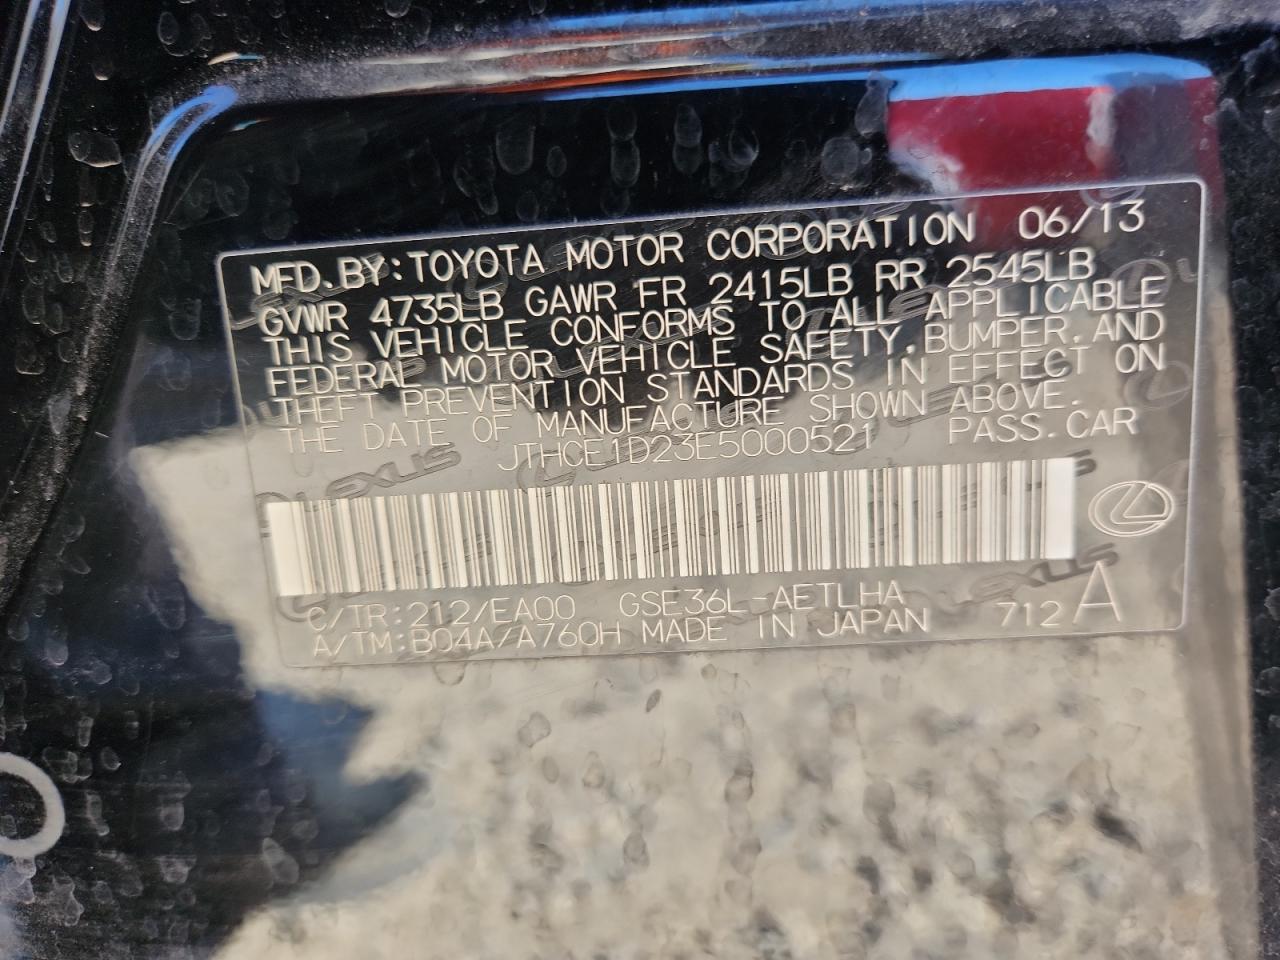 MFD.BY:TOYOTA MOTOR CORPORATION 06/13
GVWR 4735LB GAWR FR 2415LB RR 2545LB
THIS VEHICLE CONFORMS TO ALL APPLICABLE
FEDERAL MOTOR VEHICLE SAFETY,BUMPER,AND
THEFT PREVENTION STANDARDS IN EFFECT ON
THE DATE OF MANUFACTURE SHOWN ABOVE.
JTHCE1D23E5000521 PASS.CAR
C/TR:212/EA00 GSE36L-AETLHA
A/TM:B04A/A760H MADE IN JAPAN 712A